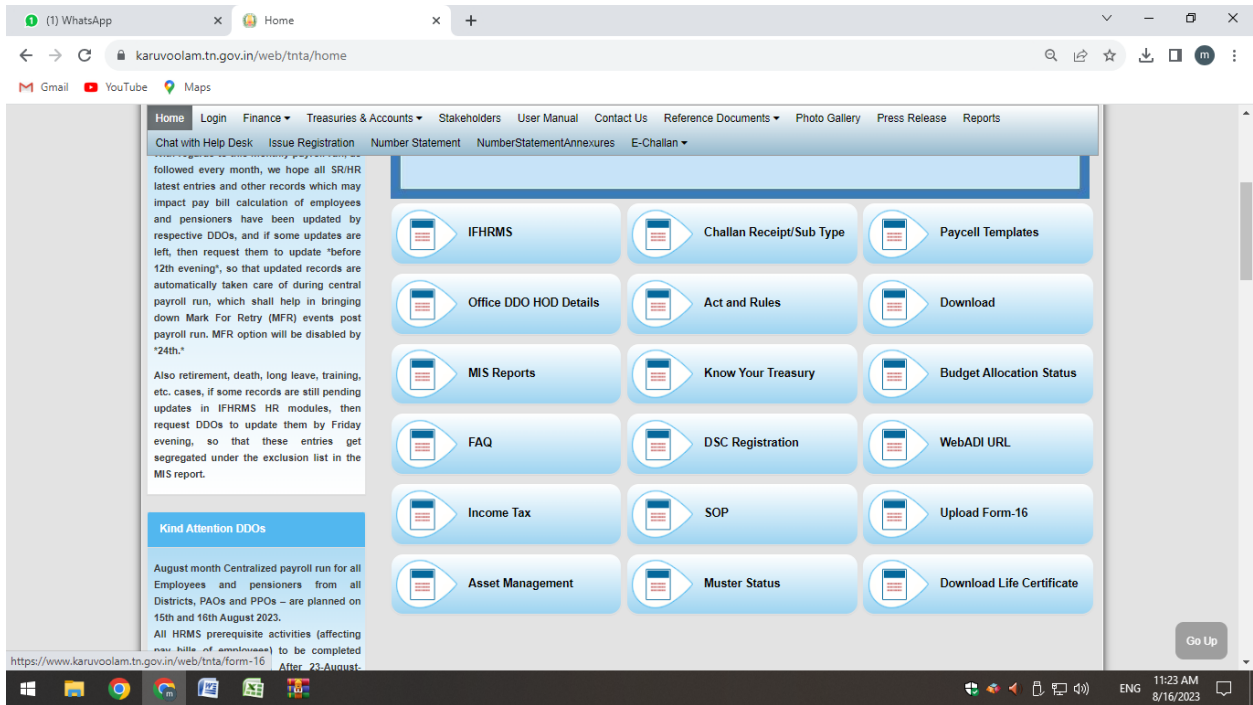 (1) WhatsApp
Home
karuvoolam.tn.gov.in/web/tnta/home
m
Gmail YouTube Maps
Home Login Finance Treasuries & Accounts Stakeholders User Manual Contact Us Reference Documents Photo Gallery Press Release Reports
Chat with Help Desk Issue Registration Number Statement NumberStatementAnnexures E-Challan
followed every month, we hope all SR/HR
latest entries and other records which may
impact pay bill calculation of employees
and pensioners have been updated by
respective DDOs, and if some updates are
left, then request them to update *before
12th evening*, so that updated records are
automatically taken care of during central
payroll run, which shall help in bringing
down Mark For Retry (MFR) events post
payroll run. MFR option will be disabled by
*24th.*
Also retirement, death, long leave, training,
etc. cases, if some records are still pending
updates in IFHRMS HR modules, then
request DDOs to update them by Friday
evening, so that these entries get
segregated under the exclusion list in the
MIS report.
Kind Attention DDOs
August month Centralized payroll run for all
Employees and pensioners from all
Districts, PAOs and PPOs – are planned on
15th and 16th August 2023.
All HRMS prerequisite activities (affecting
pay bills of employees) to be completed
After 23-August-
IFHRMS Challan Receipt/Sub Type Paycell Templates
Office DDO HOD Details Act and Rules Download
MIS Reports Know Your Treasury Budget Allocation Status
FAQ DSC Registration WebADI URL
Income Tax SOP Upload Form-16
Asset Management Muster Status Download Life Certificate
Go Up
https://www.karuvoolam.tn.gov.in/web/tnta/form-16
ENG
11:23 AM
8/16/2023